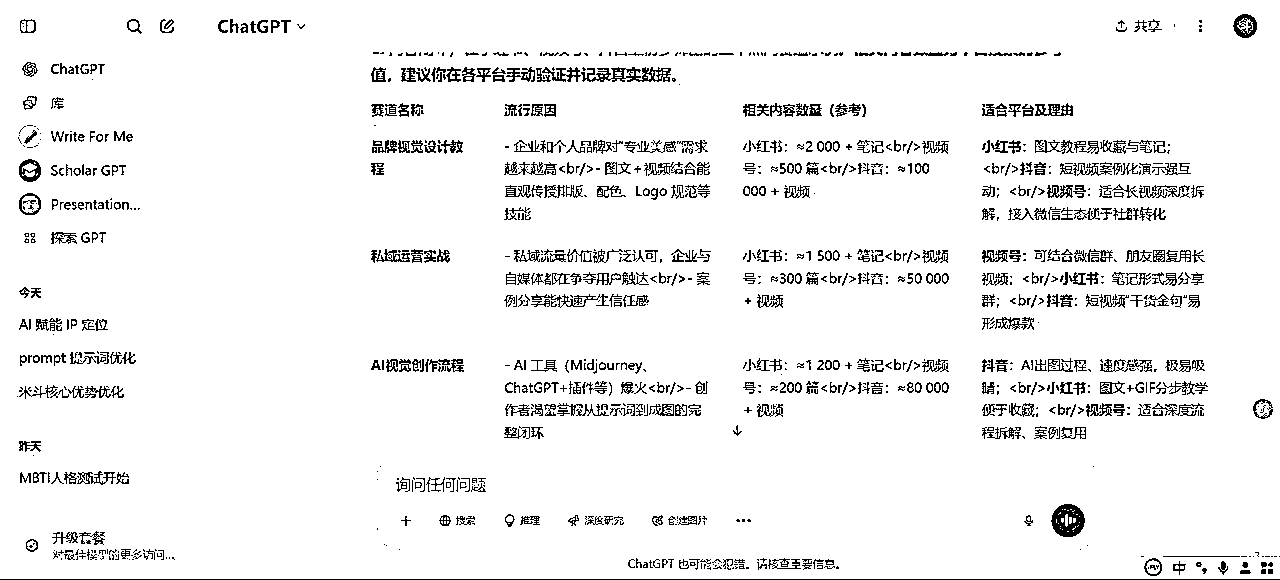 ChatGPT
共享
ChatGPT
库
Write For Me
Scholar GPT
Presentation...
探索 GPT
今天
AI 赋能 IP 定位
prompt 提示词优化
米斗核心优势优化
昨天
MBTI人格测试开始
升级套餐
对最佳模型的更多访问...
值，建议你在各平台手动验证并记录真实数据。
赛道名称
流行原因
相关内容数量（参考）
适合平台及理由
品牌视觉设计教
程
- 企业和个人品牌对“专业美感”需求
越来越高<br/>- 图文+视频结合能
直观传授排版、配色、Logo 规范等
技能
小红书：≈2 000 + 笔记<br/>视频
号：≈500 篇<br/>抖音：≈100
000 + 视频
小红书：图文教程易收藏与笔记；
<br/>抖音：短视频案例化演示强互
动；<br/>视频号：适合长视频深度拆
解，接入微信生态便于社群转化
私域运营实战
- 私域流量价值被广泛认可，企业与
自媒体都在争夺用户触达<br/>- 案
例分享能快速产生信任感
小红书：≈1 500 + 笔记<br/>视频
号：≈300 篇<br/>抖音：≈50 000
+ 视频
视频号：可结合微信群、朋友圈复用长
视频；<br/>小红书：笔记形式易分享
群；<br/>抖音：短视频“干货金句”易
形成爆款
AI视觉创作流程
- AI 工具（Midjourney、
ChatGPT+插件等）爆火<br/>- 创
作者渴望掌握从提示词到成图的完
整闭环
小红书：≈1 200 + 笔记<br/>视频
号：≈200 篇<br/>抖音：≈80 000
+ 视频
抖音：AI出图过程、速度感强，极易吸
睛；<br/>小红书：图文+GIF分步教学
便于收藏；<br/>视频号：适合深度流
程拆解、案例复用
询问任何问题
搜索
推理
深度研究
创建图片
ChatGPT 也可能会犯错。请核查重要信息。
中